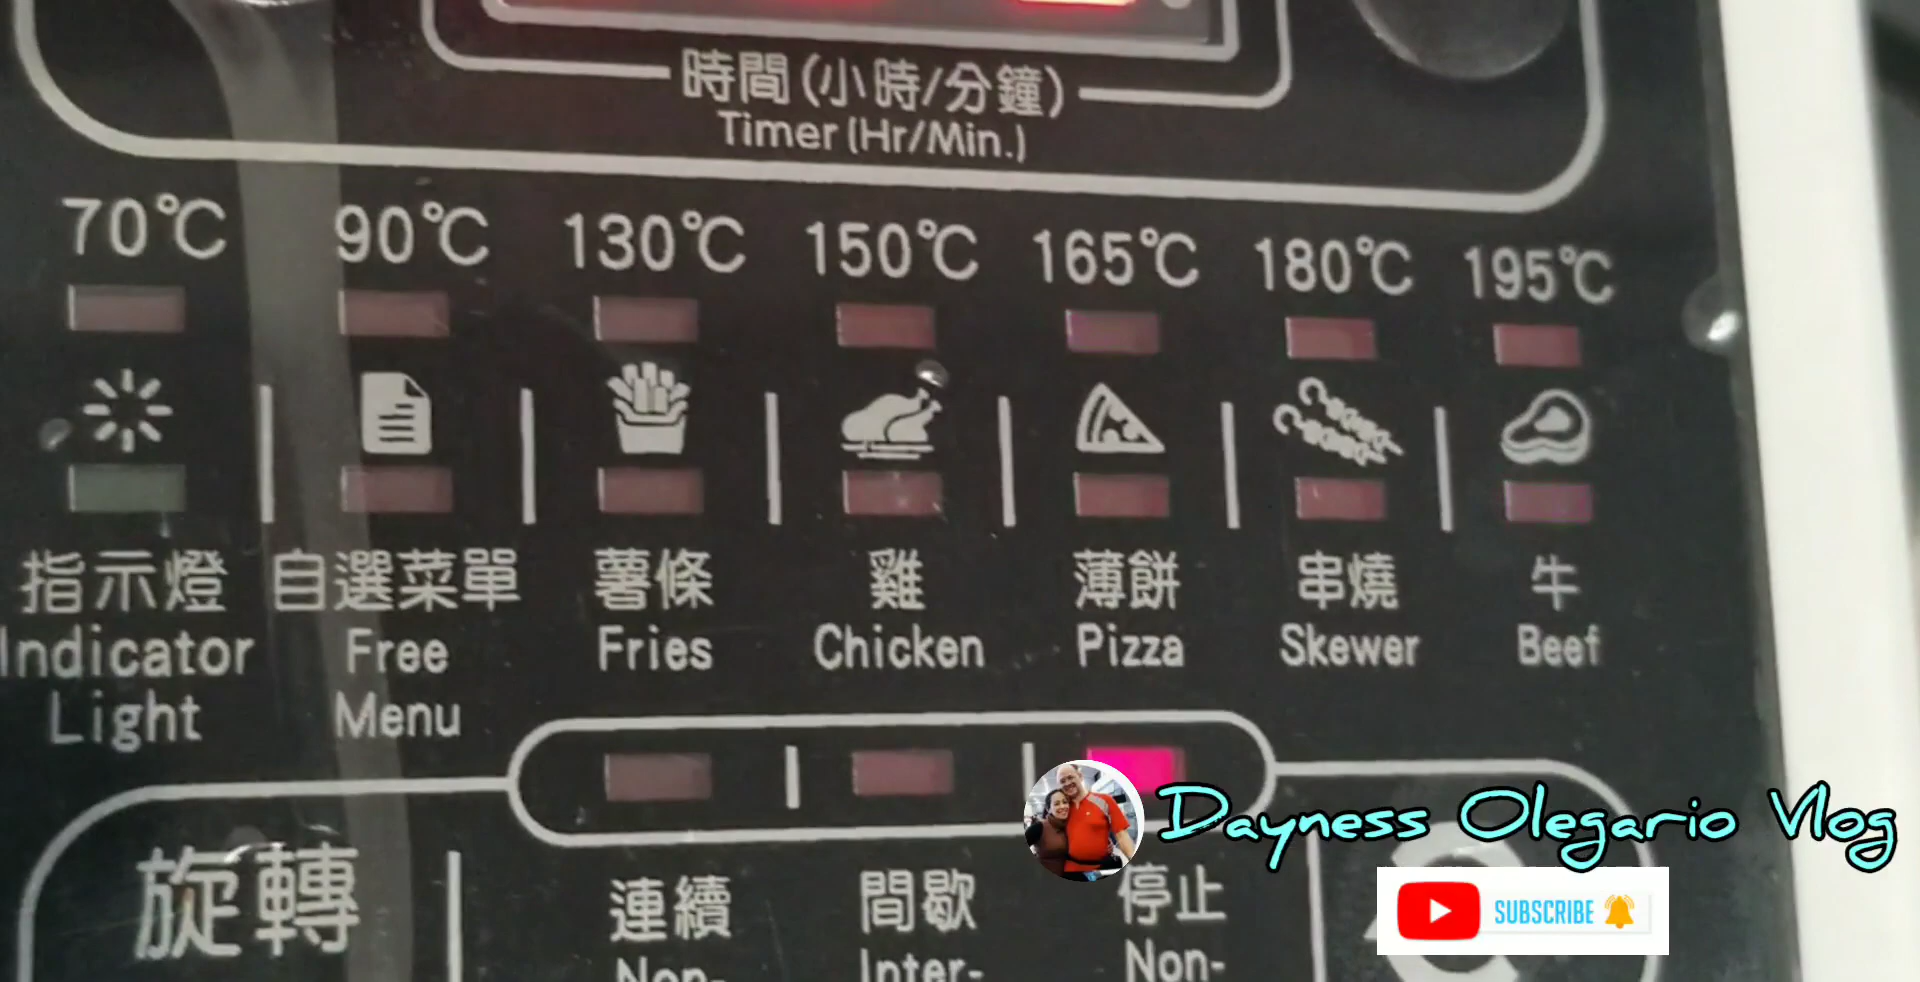 時間(小時/分鐘)
Timer(Hr/Min.)
70℃ 90℃ 130℃ 150℃ 165℃ 180℃ 195℃
指示燈 自選菜單 薯條 雞 薄餅 串燒 牛
Indicator Free Fries Chicken Pizza Skewer Beef
Light Menu
Dayness Olegario Vlog
旋轉 連續 間歇 停止
SUBSCRIBE
Non- Inter- Non-